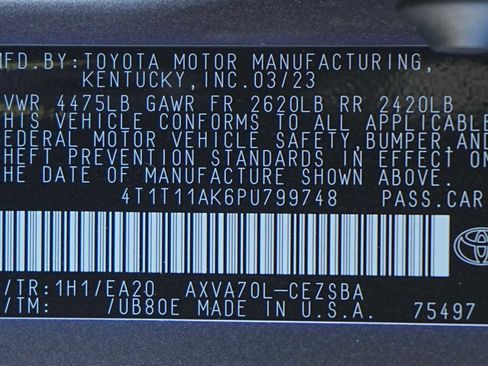 MFD.BY:TOYOTA MOTOR MANUFACTURING,
KENTUCKY,INC.03/23
VWR 4475LB GAWR FR 2620LB RR 2420LB
HIS VEHICLE CONFORMS TO ALL APPLICABLE
EDERAL MOTOR VEHICLE SAFETY,BUMPER,AND
HEFT PREVENTION STANDARDS IN EFFECT ON
THE DATE OF MANUFACTURE SHOWN ABOVE.
4T1T11AK6PU799748 PASS.CAR
TOYOTA
/TR:1H1/EA20 AXVA70L-CEZSBA
/TM: /UB80E MADE IN U.S.A. 75497